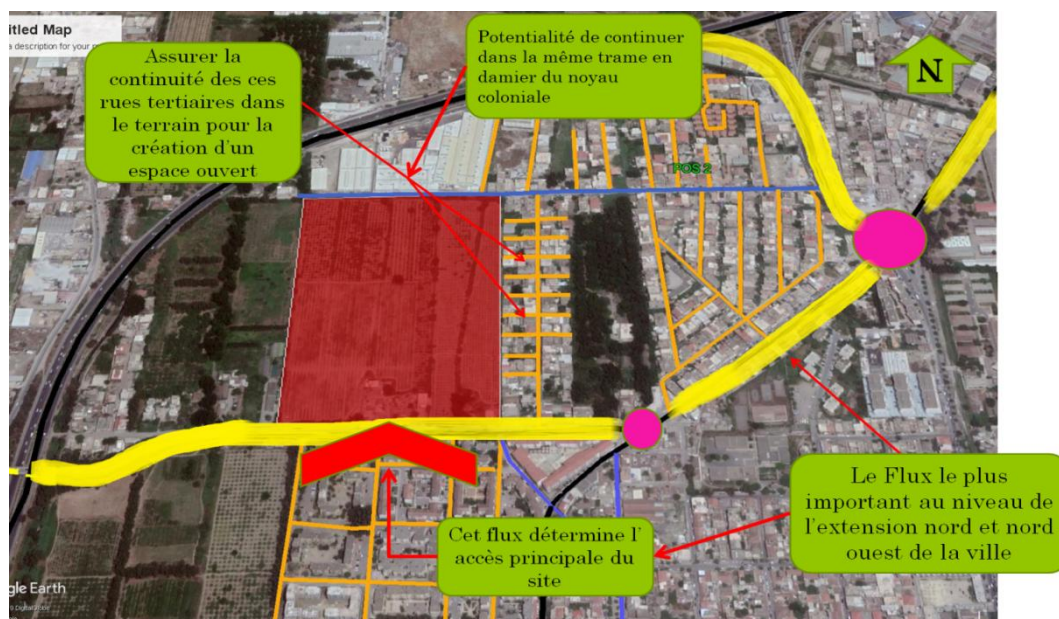 titled Map
a description for your m
Assurer la
continuité des ces
rues tertiaires dans
le terrain pour la
création d'un
espace ouvert
Potentialité de continuer
dans la même trame en
damier du noyau
coloniale
N
POS 2
Le Flux le plus
important au niveau de
l'extension nord et nord
ouest de la ville
Cet flux détermine l'
accès principale du
site
gle Earth